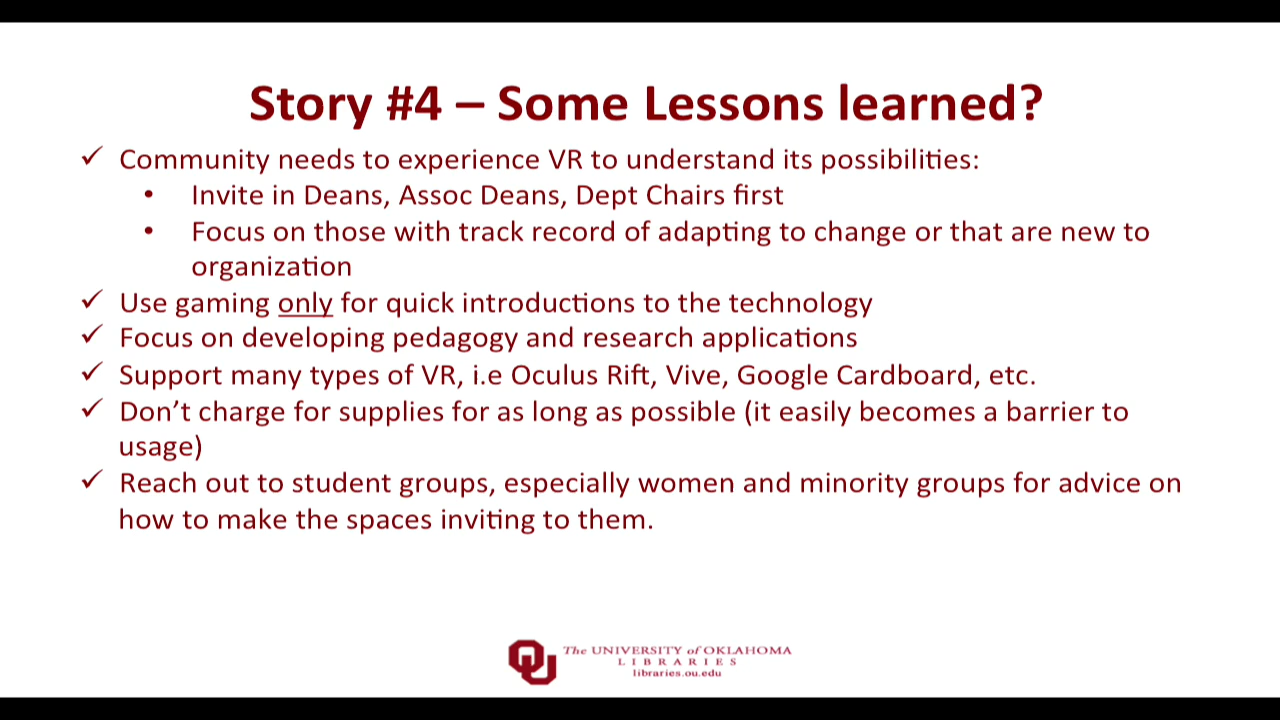 Story #4 – Some Lessons learned?
✓ Community needs to experience VR to understand its possibilities:
• Invite in Deans, Assoc Deans, Dept Chairs first
• Focus on those with track record of adapting to change or that are new to
organization
✓ Use gaming only for quick introductions to the technology
✓ Focus on developing pedagogy and research applications
✓ Support many types of VR, i.e Oculus Rift, Vive, Google Cardboard, etc.
✓ Don’t charge for supplies for as long as possible (it easily becomes a barrier to
usage)
✓ Reach out to student groups, especially women and minority groups for advice on
how to make the spaces inviting to them.
The UNIVERSITY of OKLAHOMA
LIBRARIES
libraries.ou.edu